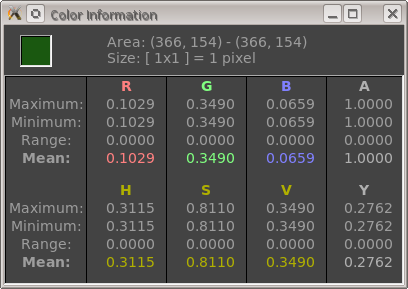 Color Information
Area: (366, 154) - (366, 154)
Size: [ 1x1 ] = 1 pixel
R G B A
Maximum: 0.1029 0.3490 0.0659 1.0000
Minimum: 0.1029 0.3490 0.0659 1.0000
Range: 0.0000 0.0000 0.0000 0.0000
Mean: 0.1029 0.3490 0.0659 1.0000
H S V Y
Maximum: 0.3115 0.8110 0.3490 0.2762
Minimum: 0.3115 0.8110 0.3490 0.2762
Range: 0.0000 0.0000 0.0000 0.0000
Mean: 0.3115 0.8110 0.3490 0.2762